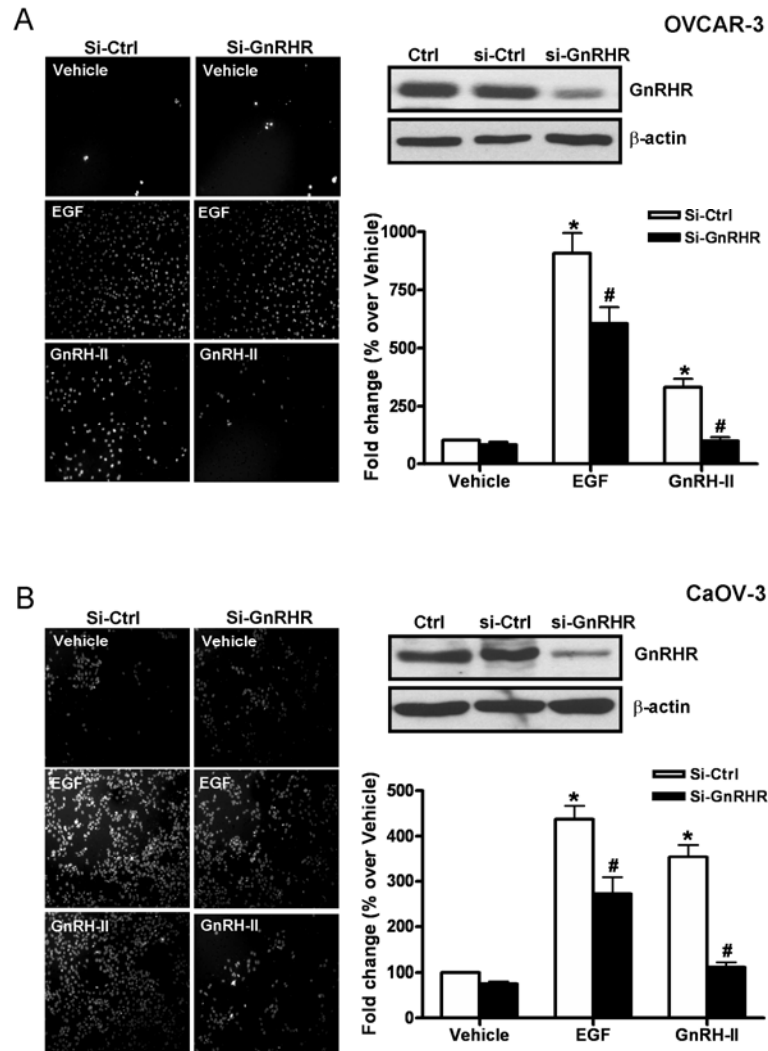 A
OVCAR-3
Si-Ctrl Si-GnRHR
Vehicle Vehicle
EGF EGF
GnRH-II GnRH-II
Ctrl si-Ctrl si-GnRHR
GnRHR
β-actin
Si-Ctrl
Si-GnRHR
Fold change (% over Vehicle)
1000
750
500
250
0
* # * #
Vehicle EGF GnRH-II
B
CaOV-3
Si-Ctrl Si-GnRHR
Vehicle Vehicle
EGF EGF
GnRH-II GnRH-II
Ctrl si-Ctrl si-GnRHR
GnRHR
β-actin
Si-Ctrl
Si-GnRHR
Fold change (% over Vehicle)
500
400
300
200
100
0
* # * #
Vehicle EGF GnRH-II